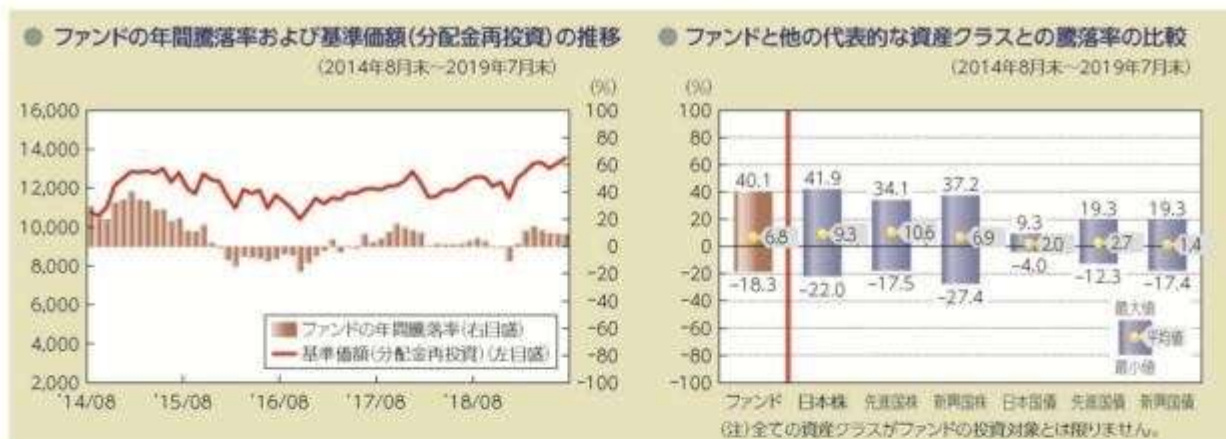 ● ファンドの年間騰落率および基準価額(分配金再投資)の推移
(2014年8月末～2019年7月末)
(%)
16,000
14,000
12,000
10,000
8,000
6,000
4,000
2,000
100
80
60
40
20
0
-20
-40
-60
-80
-100
ファンドの年間騰落率(右目盛)
基準価額(分配金再投資)(左目盛)
'14/08 '15/08 '16/08 '17/08 '18/08
● ファンドと他の代表的な資産クラスとの騰落率の比較
(2014年8月末～2019年7月末)
(%)
100
80
60
40
20
0
-20
-40
-60
-80
-100
40.1 41.9 34.1 37.2 9.3 19.3 19.3
6.8 9.3 10.6 6.9 2.0 2.7 1.4
-18.3 -22.0 -17.5 -27.4 -4.0 -12.3 -17.4
最大値
平均値
最小値
ファンド 日本株 先進国株 新興国株 日本国債 先進国債 新興国債
(注)全ての資産クラスがファンドの投資対象とは限りません。